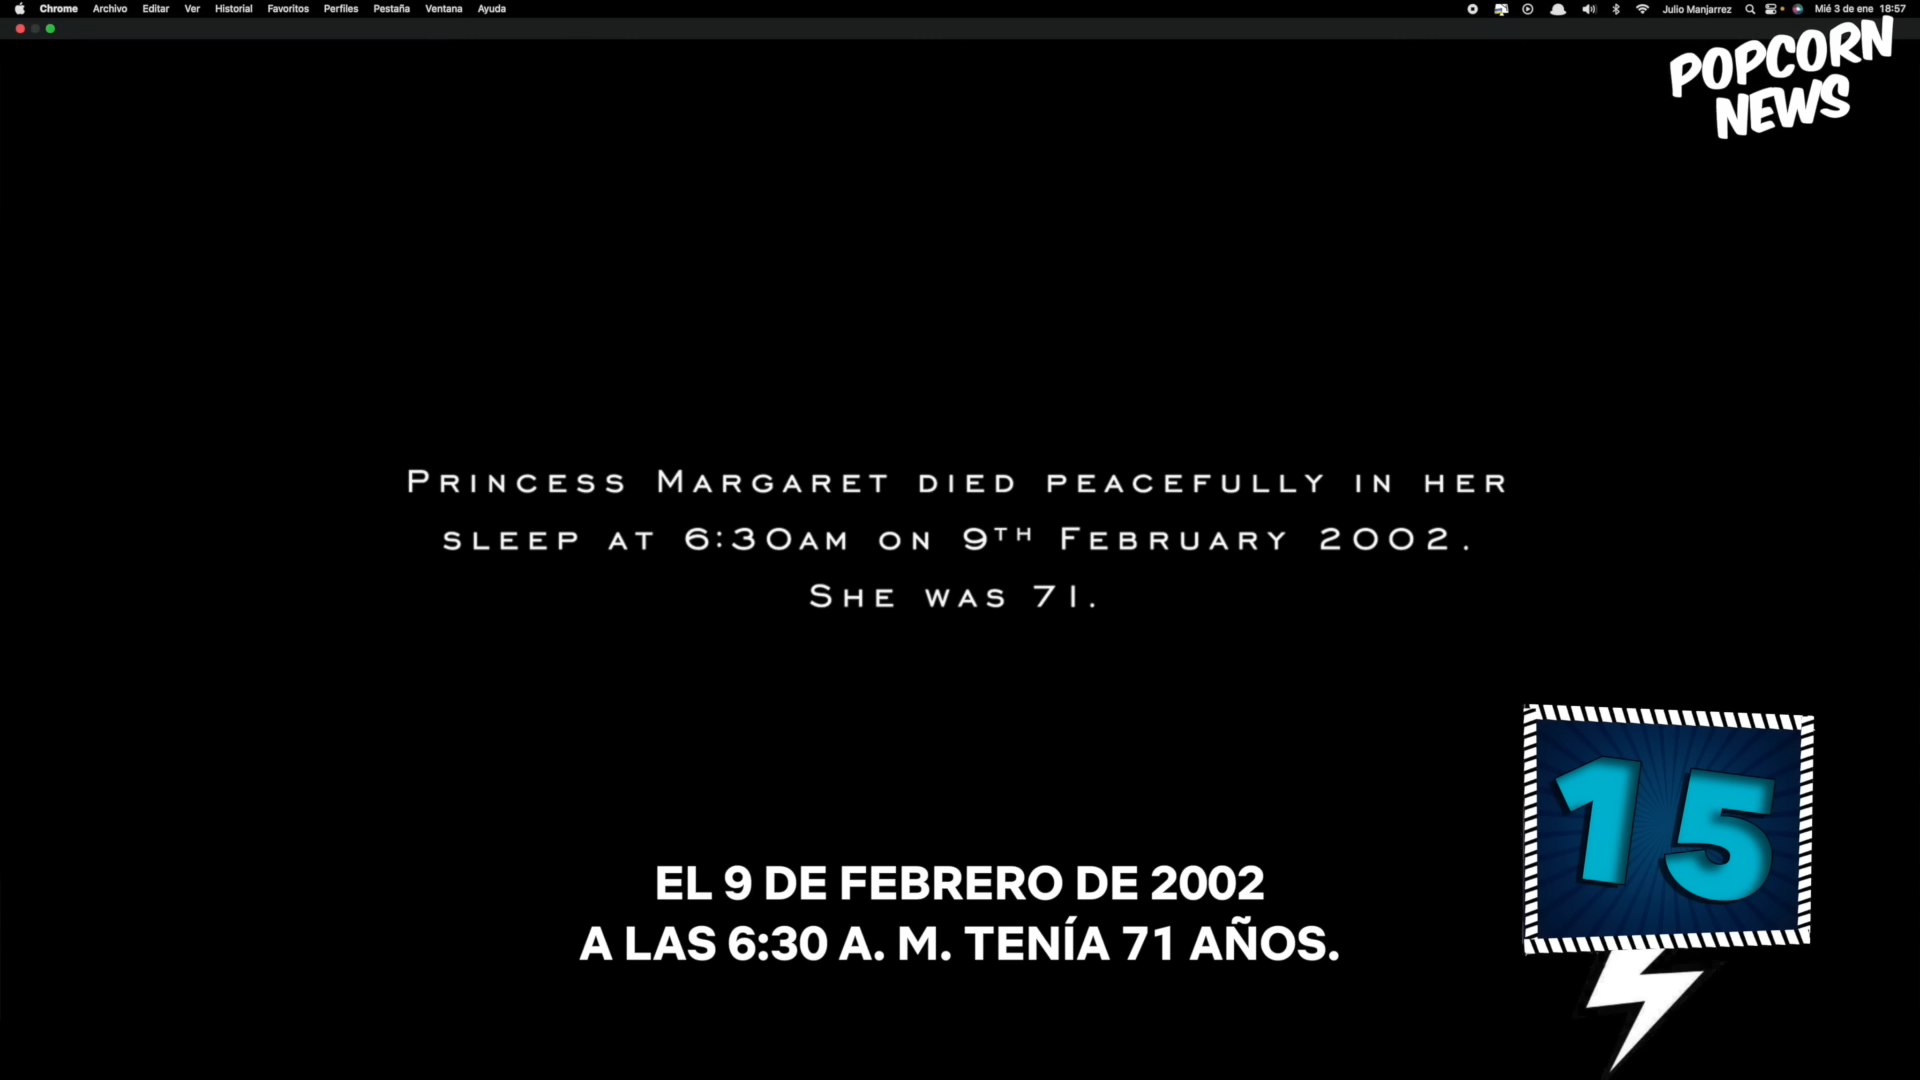 Chrome Archivo Editar Ver Historial Favoritos Perfiles Pestaña Ventana Ayuda
Julio Manjarrez Mié 3 de ene 18:57
POPCORN
NEWS
PRINCESS MARGARET DIED PEACEFULLY IN HER
SLEEP AT 6:30AM ON 9TH FEBRUARY 2002.
SHE WAS 71.
15
EL 9 DE FEBRERO DE 2002
A LAS 6:30 A. M. TENÍA 71 AÑOS.